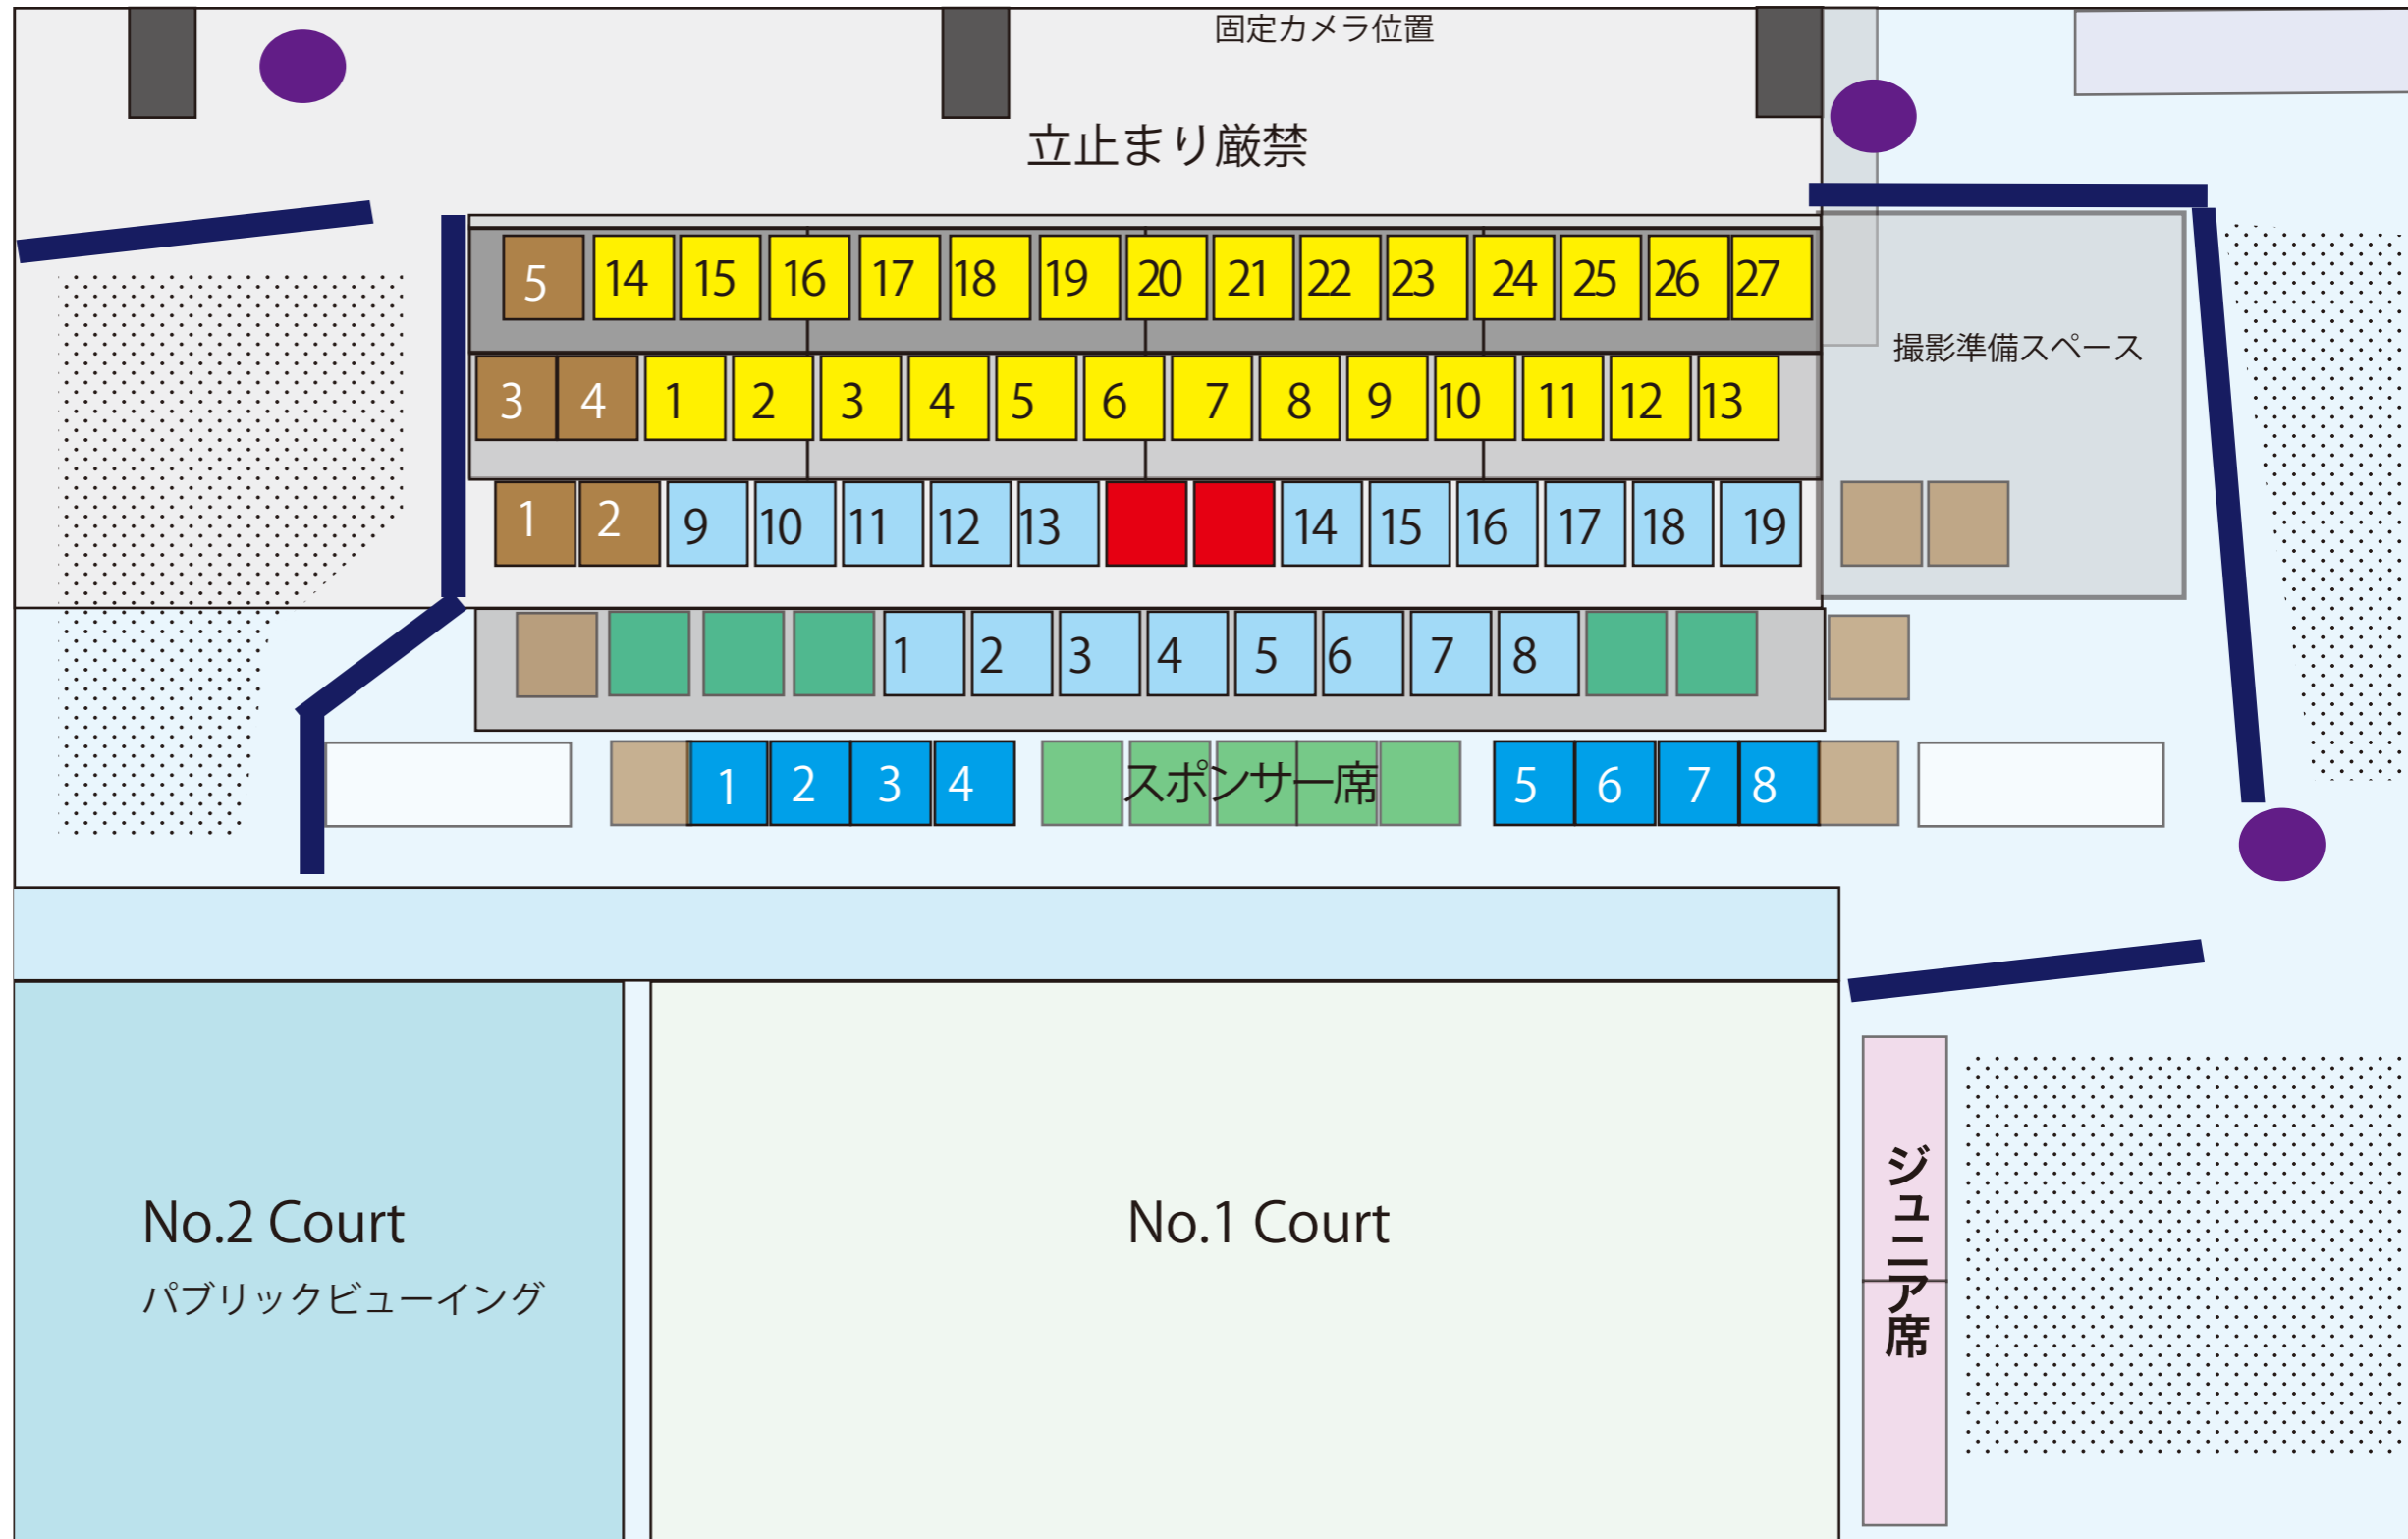 固定カメラ位置
立止まり厳禁
5 14 15 16 17 18 19 20 21 22 23 24 25 26 27
撮影準備スペース
3 4 1 2 3 4 5 6 7 8 9 10 11 12 13
1 2 9 10 11 12 13 14 15 16 17 18 19
1 2 3 4 5 6 7 8
1 2 3 4 スポンサー席 5 6 7 8
No.2 Court
パブリックビューイング
No.1 Court
ジュニア席